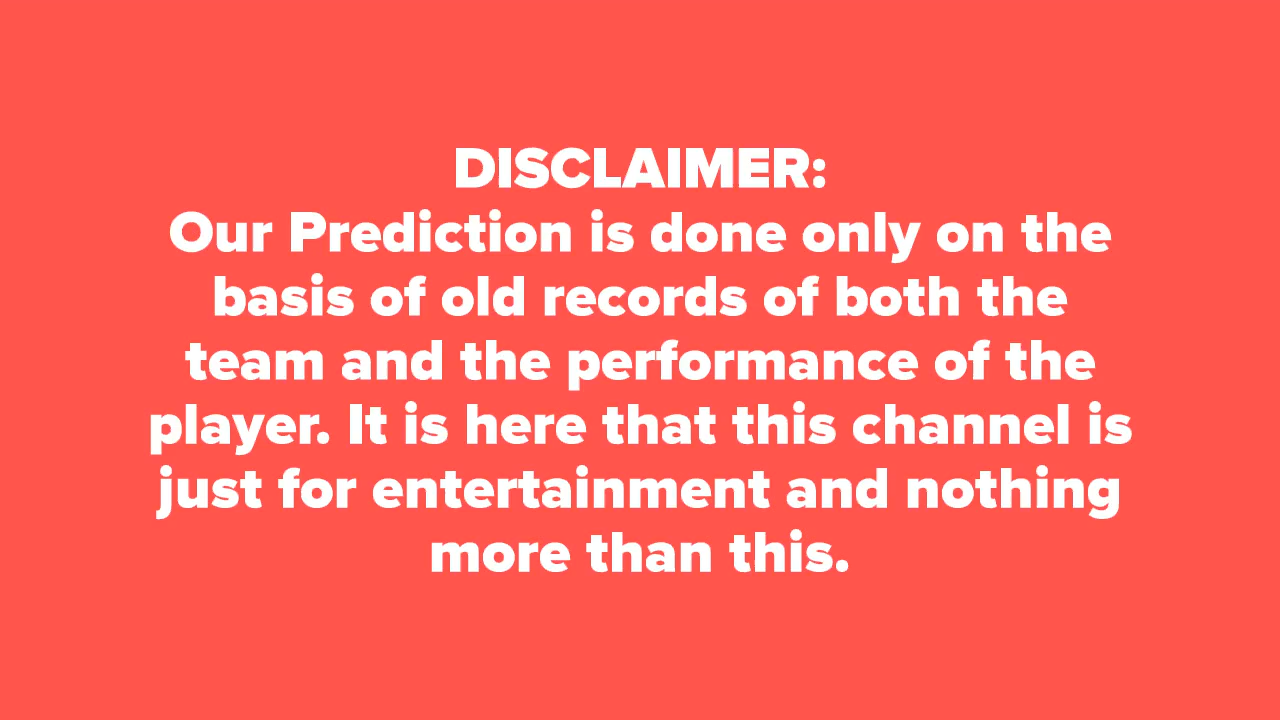 DISCLAIMER:
Our Prediction is done only on the
basis of old records of both the
team and the performance of the
player. It is here that this channel is
just for entertainment and nothing
more than this.